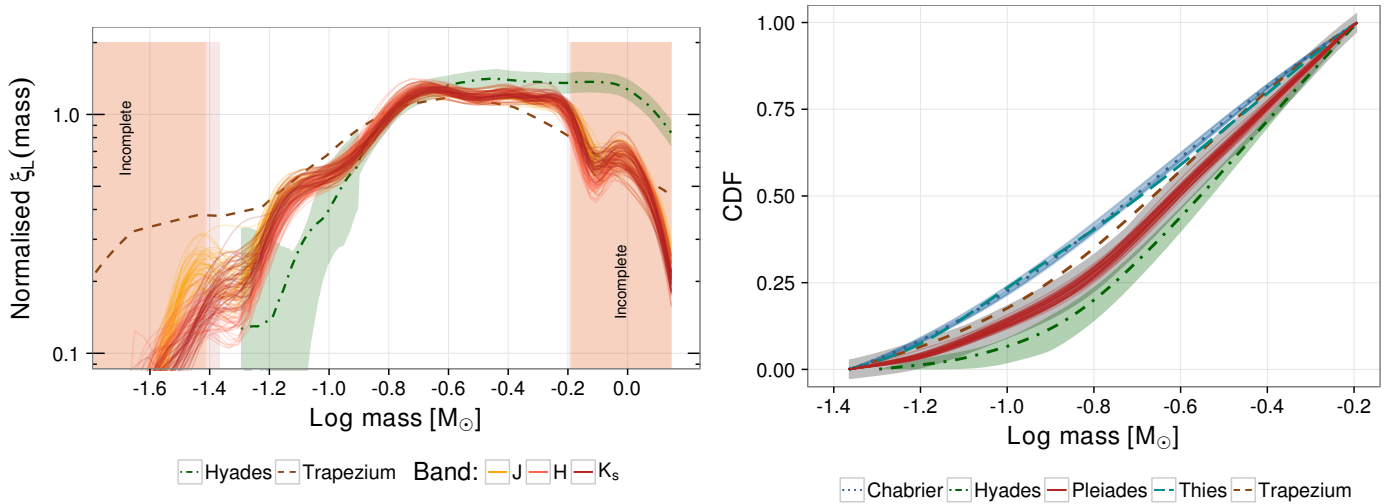 Normalised ξL(mass)
1.0
0.1
Incomplete
Incomplete
-1.6 -1.4 -1.2 -1.0 -0.8 -0.6 -0.4 -0.2 0.0
Log mass [M⊙]
Hyades Trapezium Band: J H Ks
CDF
1.00
0.75
0.50
0.25
0.00
-1.4 -1.2 -1.0 -0.8 -0.6 -0.4 -0.2
Log mass [M⊙]
Chabrier Hyades Pleiades Thies Trapezium